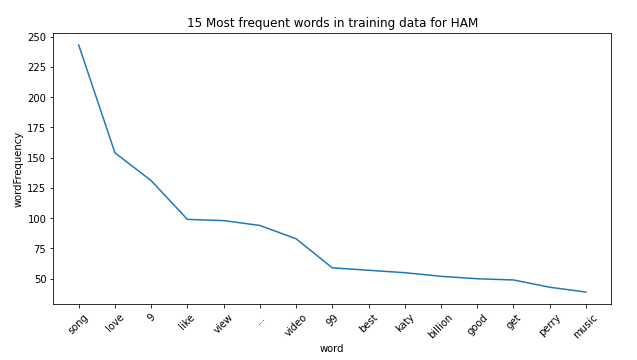 15 Most frequent words in training data for HAM
250
225
200
175
150
125
100
75
50
wordFrequency
song love 9 like view ... video 99 best katy billion good get perry music
word